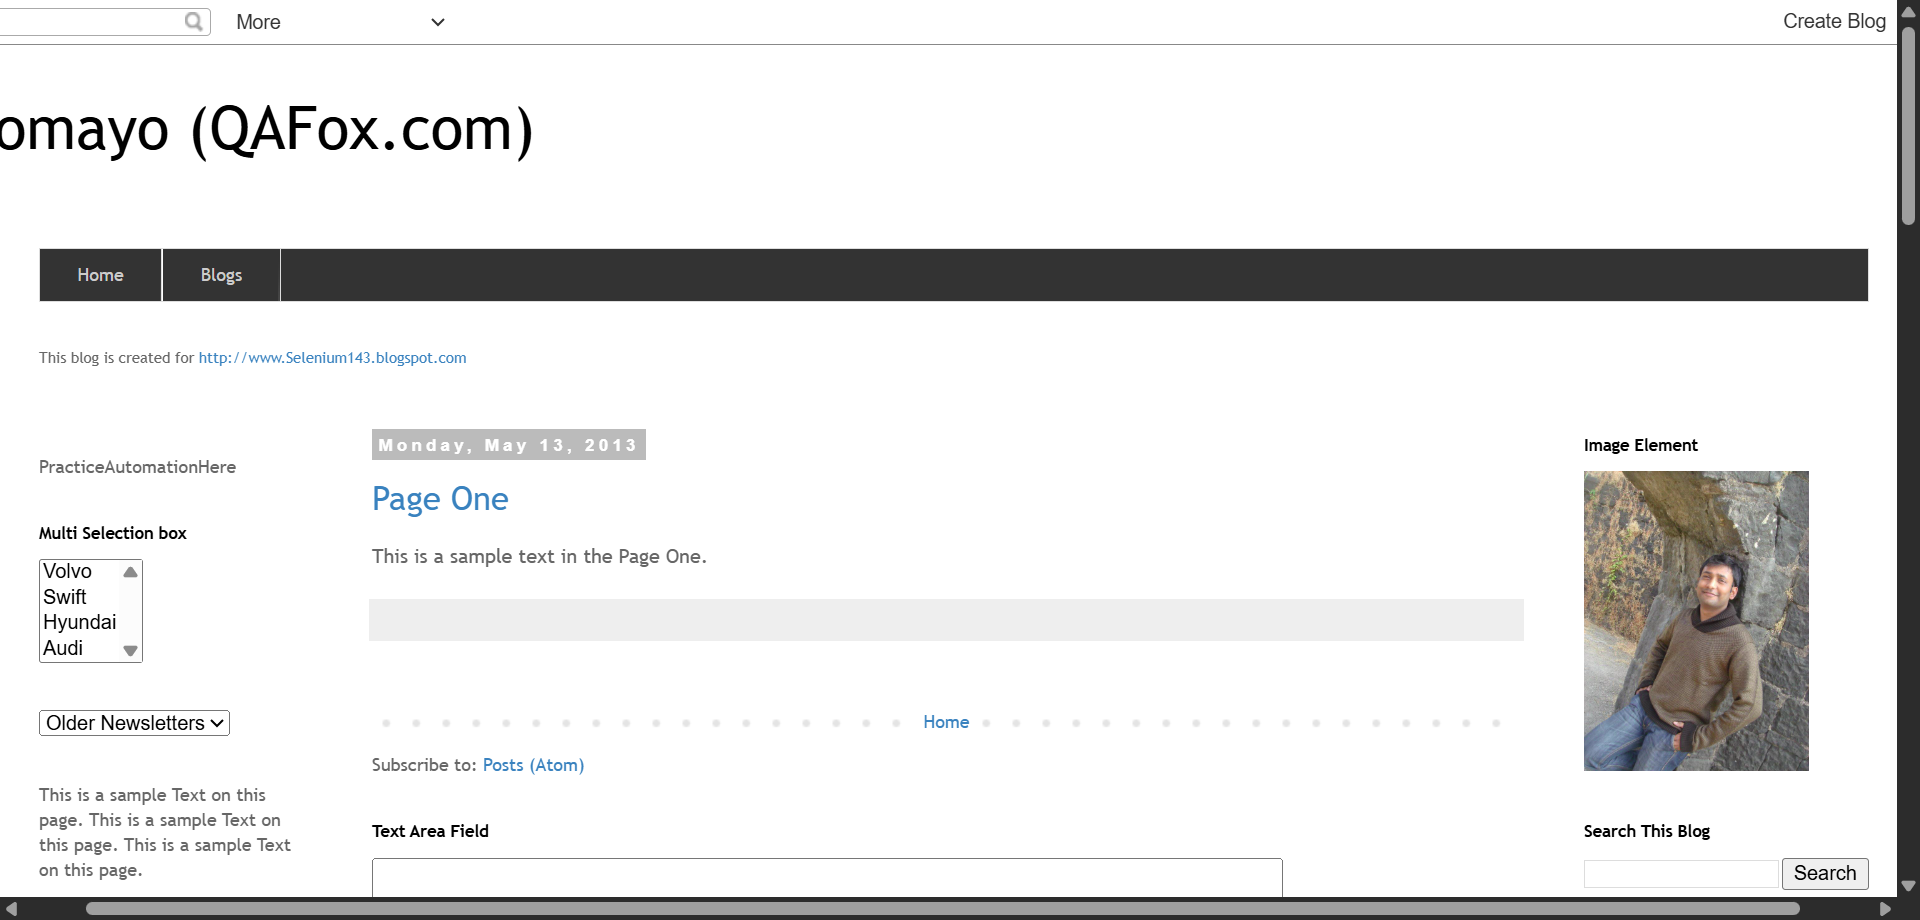 More
Create Blog
omayo (QAFox.com)
Home
Blogs
This blog is created for http://www.Selenium143.blogspot.com
PracticeAutomationHere
Multi Selection box
Volvo
Swift
Hyundai
Audi
Older Newsletters
This is a sample Text on this
page. This is a sample Text on
this page. This is a sample Text
on this page.
Monday, May 13, 2013
Page One
This is a sample text in the Page One.
Home
Subscribe to: Posts (Atom)
Text Area Field
Image Element
Search This Blog
Search